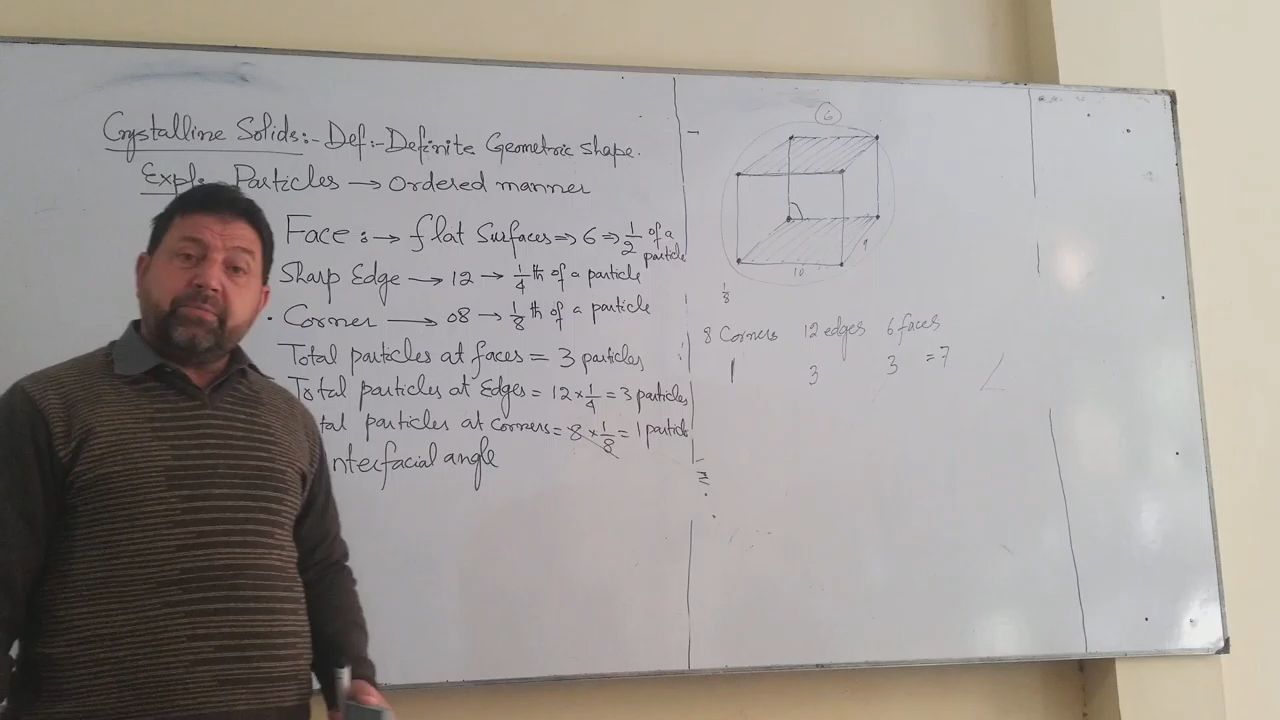 Crystalline Solids:- Def:- Definite Geometric shape.
Expl: Particles → Ordered manner
Face: → flat Surfaces ⇒ 6 ⇒ 1/2 of a particle
Sharp Edge → 12 → 1/4 th of a particle
Corner → 08 → 1/8 th of a particle
Total particles at faces = 3 particles
Total particles at Edges = 12 × 1/4 = 3 particles
tal particles at Corners = 8 × 1/8 = 1 particle
nterfacial angle
6
10
1/8
8 Corners 12 edges 6 faces
1 3 3 = 7